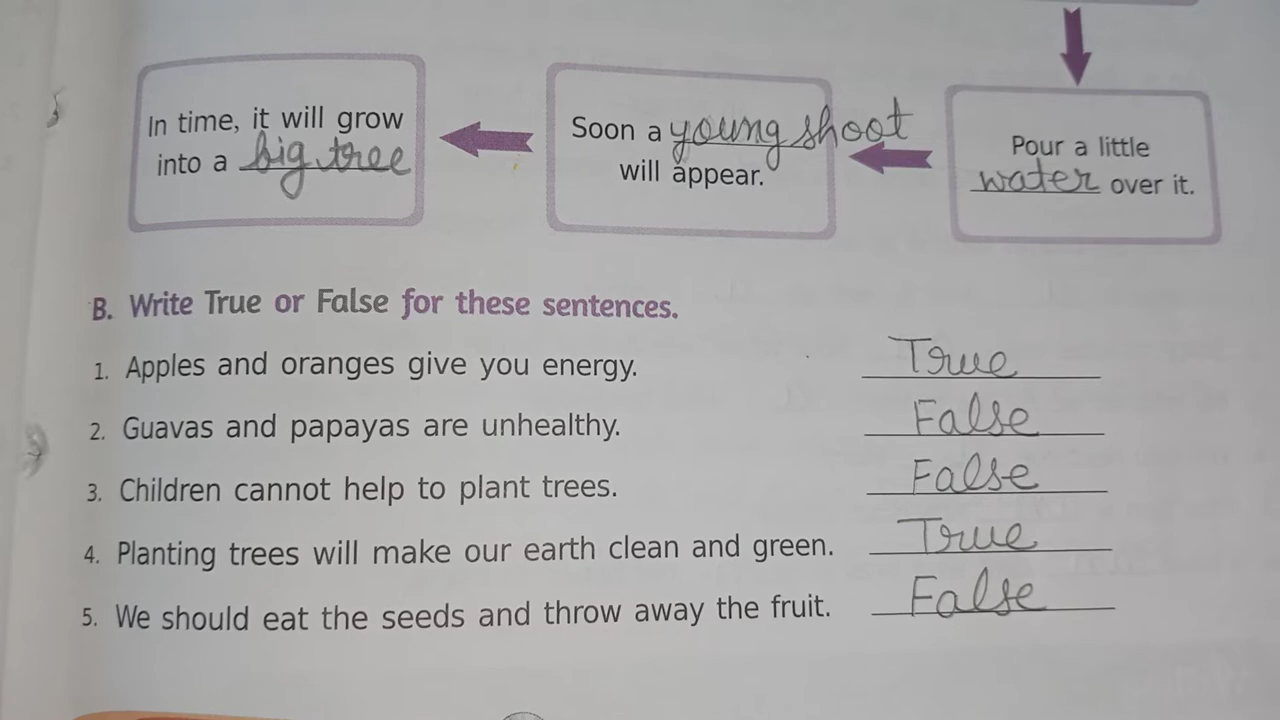 In time, it will grow
into a big tree
Soon a young shoot
will appear.
Pour a little
water over it.
B. Write True or False for these sentences.
1. Apples and oranges give you energy. True
2. Guavas and papayas are unhealthy. False
3. Children cannot help to plant trees. False
4. Planting trees will make our earth clean and green. True
5. We should eat the seeds and throw away the fruit. False